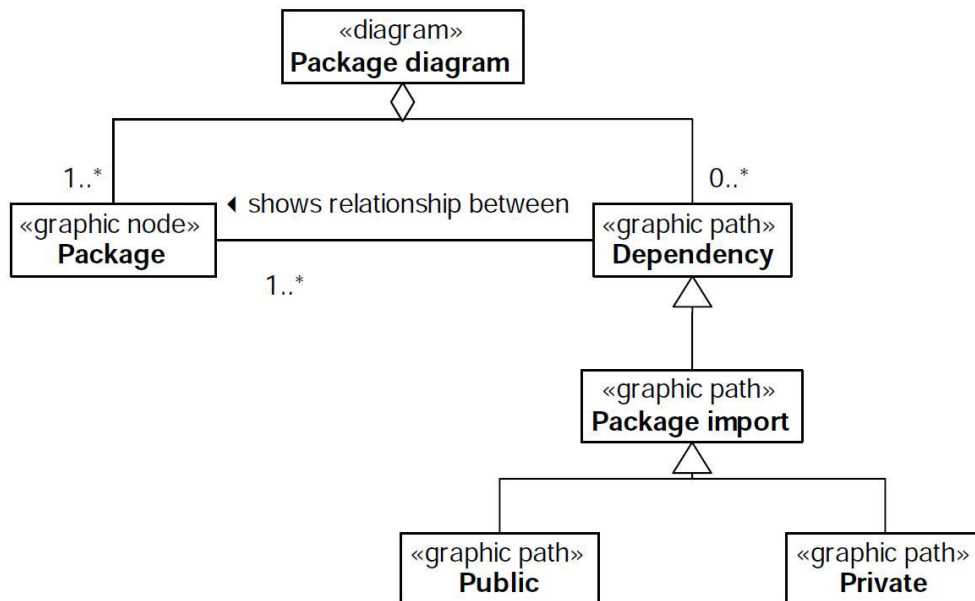 «diagram»
Package diagram
1..*
0..*
◀ shows relationship between
«graphic node»
Package
«graphic path»
Dependency
1..*
«graphic path»
Package import
«graphic path»
Public
«graphic path»
Private